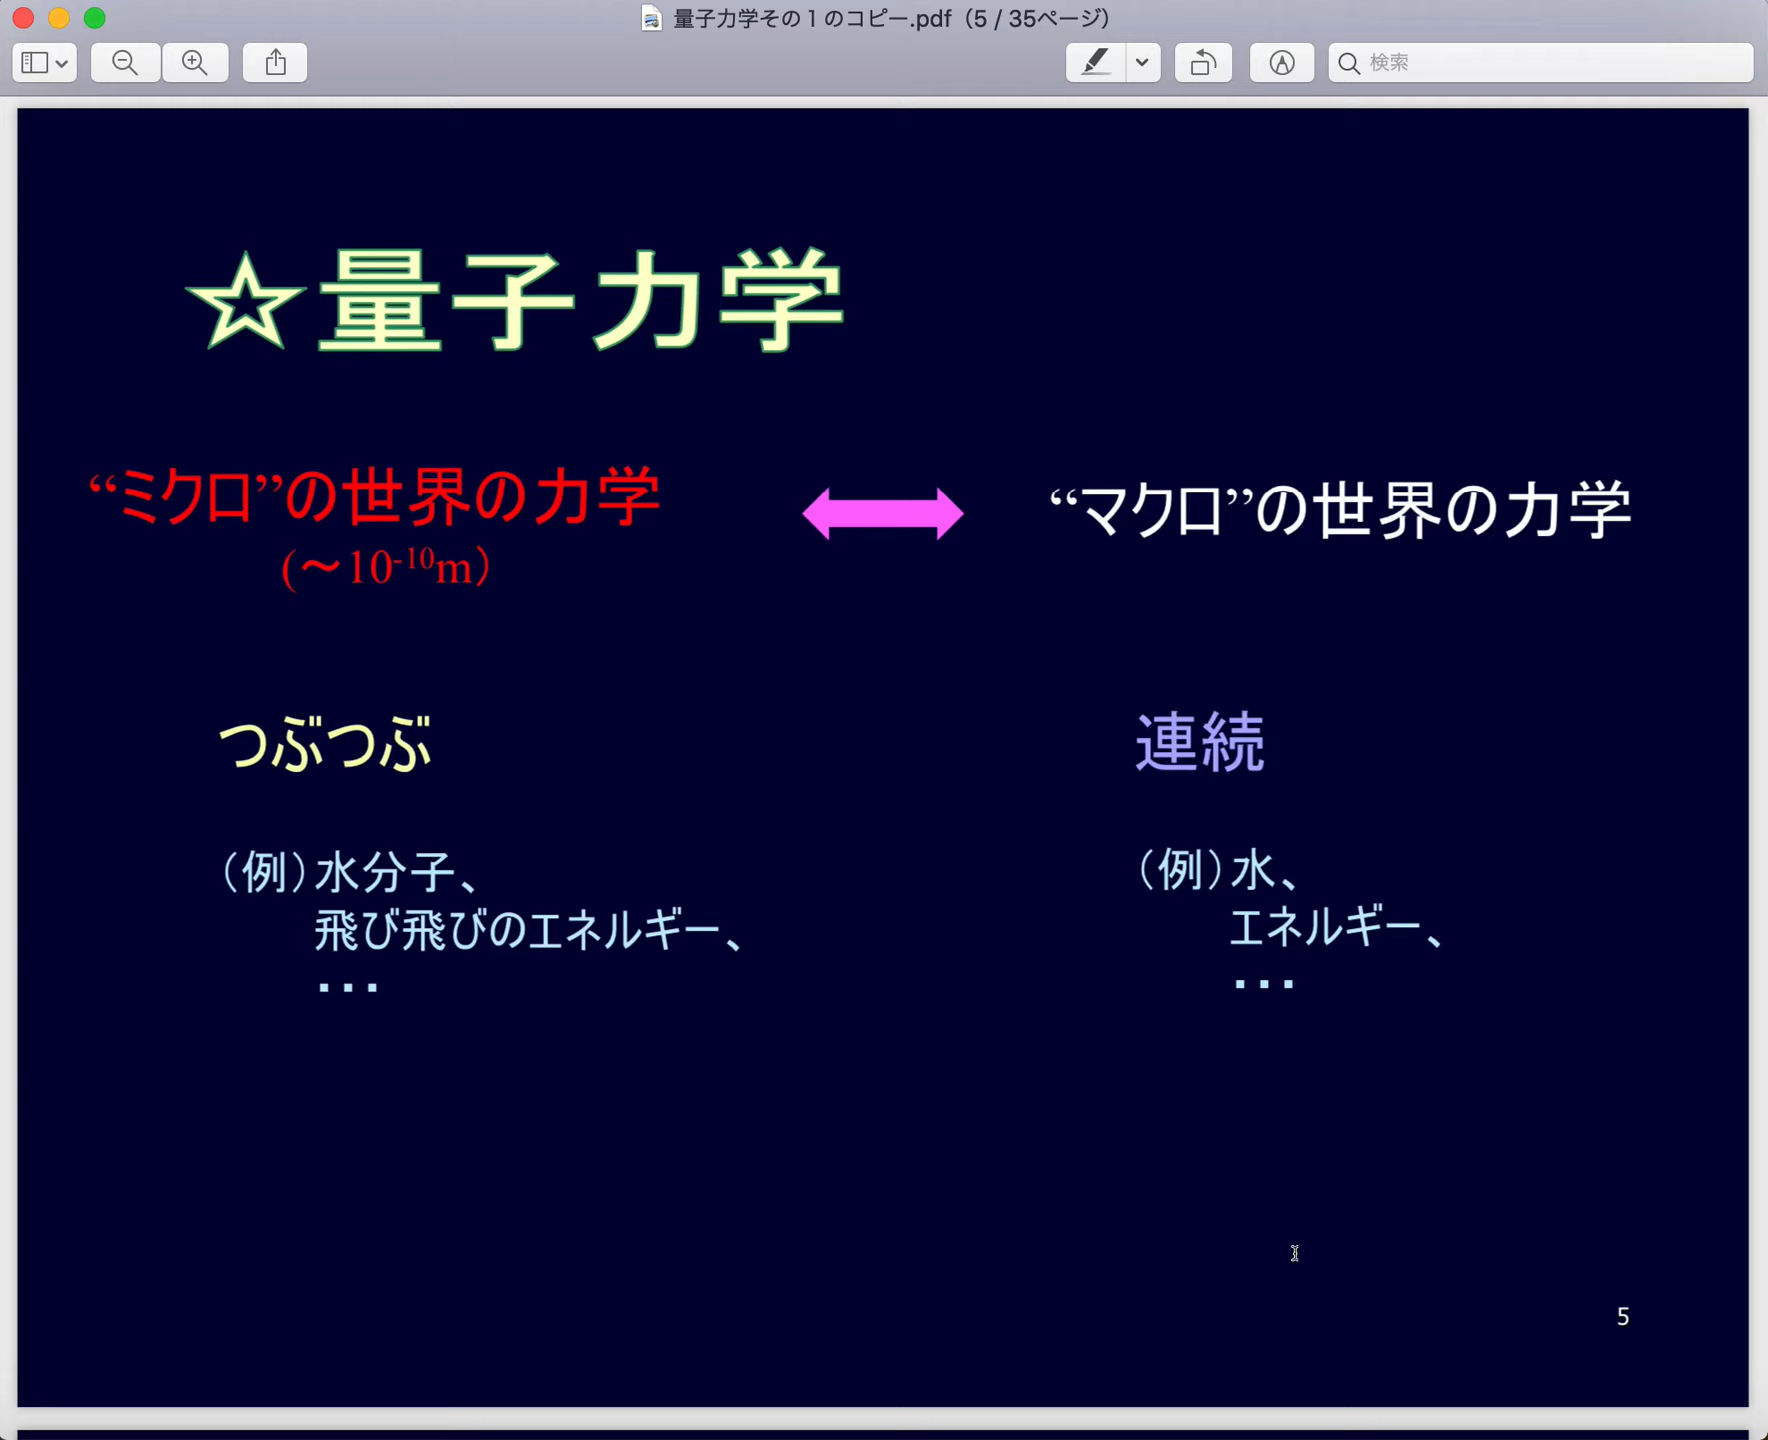 量子力学その1のコピー.pdf（5 / 35ページ）
検索
☆量子力学
“ミクロ”の世界の力学
(～10-10m）
“マクロ”の世界の力学
つぶつぶ
連続
（例）水分子、
飛び飛びのエネルギー、
・・・
（例）水、
エネルギー、
・・・
5